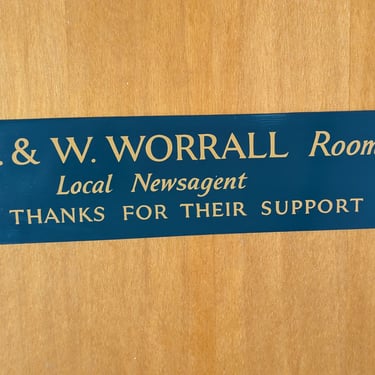 . & W. WORRALL Room
Local Newsagent
THANKS FOR THEIR SUPPORT